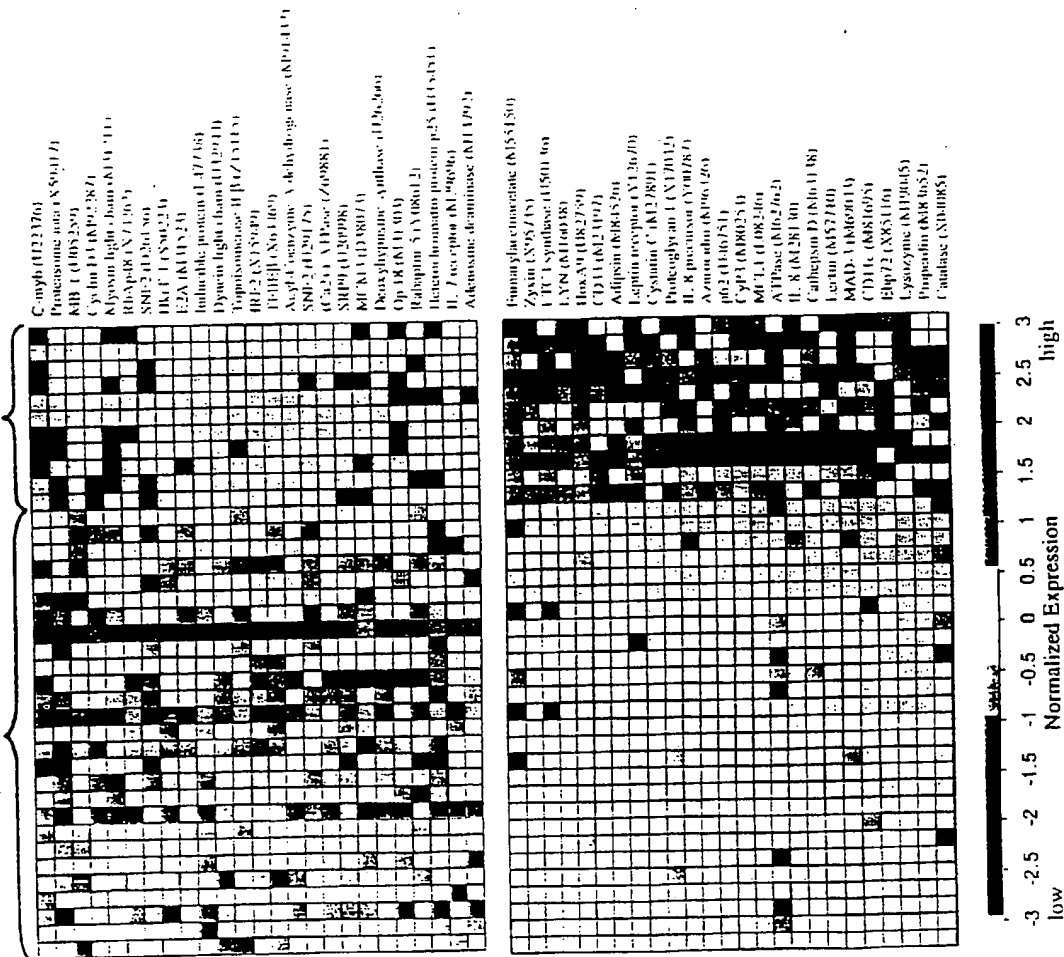 C-myb (U22376)
Proteasome iota (X59417)
MB-1 (U05259)
Cyclin D3 (M92287)
Myosin light chain (M31211)
RbAp48 (X74262)
SNF2 (D26156)
HkrT-1 (S50223)
E2A (M31523)
Inducible protein (L47738)
Dynein light chain (U32944)
Topoisomerase II β (Z15115)
IRF2 (X15949)
TFIIEβ (X63469)
Acyl-Coenzyme A dehydrogenase (M91432)
SNF2 (U29175)
(Ca2+)-ATPase (Z69881)
SRP9 (U20998)
MCM3 (D38073)
Deoxyhypusine synthase (U26266)
Op 18 (M31303)
Rabaptin-5 (Y08612)
Heterochromatin protein p25 (U35451)
IL-7 receptor (M29696)
Adenosine deaminase (M13792)
Fumarylacetoacetate (M55150)
Zyxin (X95735)
LTC4 synthase (U50136)
LYN (M16038)
HoxA9 (U82759)
CD33 (M23197)
Adipsin (M84526)
Leptin receptor (Y12670)
Cystatin C (M27891)
Proteoglycan 1 (X17042)
IL-8 precursor (Y00787)
Azurocidin (M96326)
p62 (U46751)
CyP3 (M80254)
MCL1 (L08246)
ATPase (M62762)
IL-8 (M28130)
Cathepsin D (M63138)
Lectin (M57710)
MAD-3 (M69043)
CD11c (M81695)
Ebp72 (X85116)
Lysozyme (M19045)
Properdin (M83652)
Catalase (X04085)
-3 -2.5 -2 -1.5 -1 -0.5 0 0.5 1 1.5 2 2.5 3
low Normalized Expression high